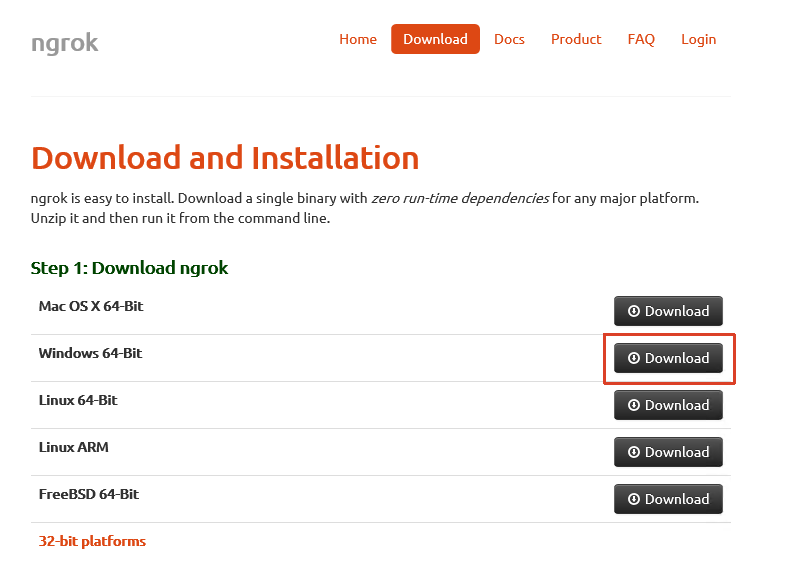 ngrok
Home Download Docs Product FAQ Login
Download and Installation
ngrok is easy to install. Download a single binary with zero run-time dependencies for any major platform.
Unzip it and then run it from the command line.
Step 1: Download ngrok
Mac OS X 64-Bit Download
Windows 64-Bit Download
Linux 64-Bit Download
Linux ARM Download
FreeBSD 64-Bit Download
32-bit platforms